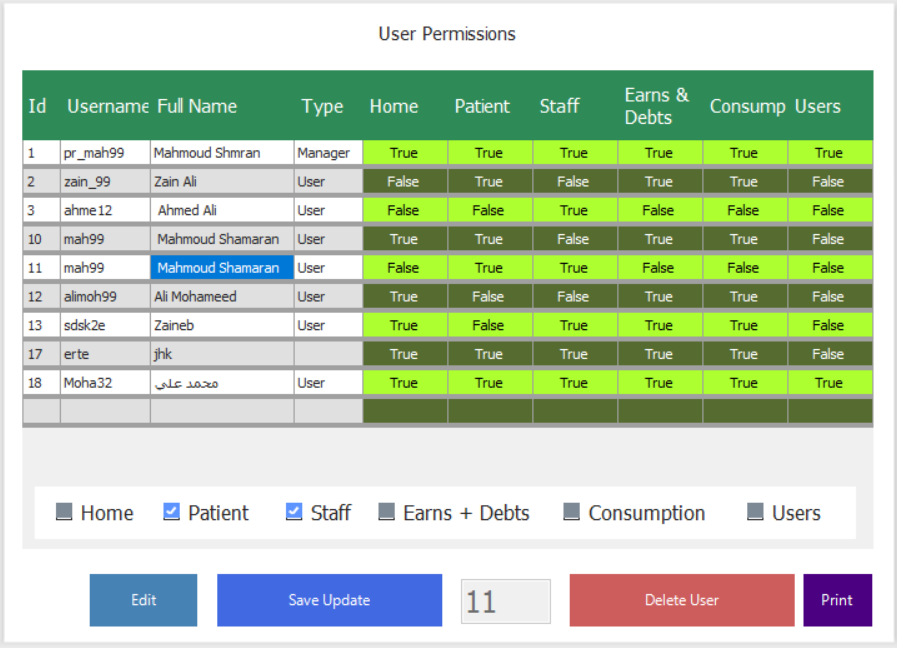 User Permissions
Id Username Full Name Type Home Patient Staff Earns & Debts Consump Users
1 pr_mah99 Mahmoud Shmran Manager True True True True True True
2 zain_99 Zain Ali User False True False True True False
3 ahme12 Ahmed Ali User False False True False False False
10 mah99 Mahmoud Shamaran User True True False True True False
11 mah99 Mahmoud Shamaran User False True True False False False
12 alimoh99 Ali Mohameed User True False False True True False
13 sdsk2e Zaineb User True False True True True False
17 erte jhk True True True True True False
18 Moha32 محمد علي User True True True True True True
Home Patient Staff Earns + Debts Consumption Users
Edit Save Update 11 Delete User Print